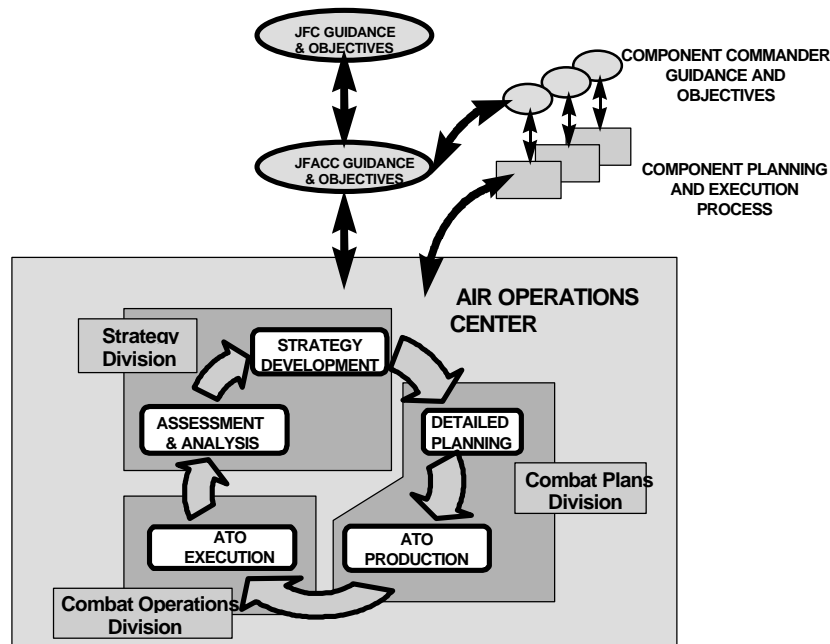 JFC GUIDANCE
& OBJECTIVES
COMPONENT COMMANDER
GUIDANCE AND
OBJECTIVES
JFACC GUIDANCE
& OBJECTIVES
COMPONENT PLANNING
AND EXECUTION
PROCESS
AIR OPERATIONS
CENTER
Strategy
Division
STRATEGY
DEVELOPMENT
ASSESSMENT
& ANALYSIS
DETAILED
PLANNING
Combat Plans
Division
ATO
EXECUTION
ATO
PRODUCTION
Combat Operations
Division